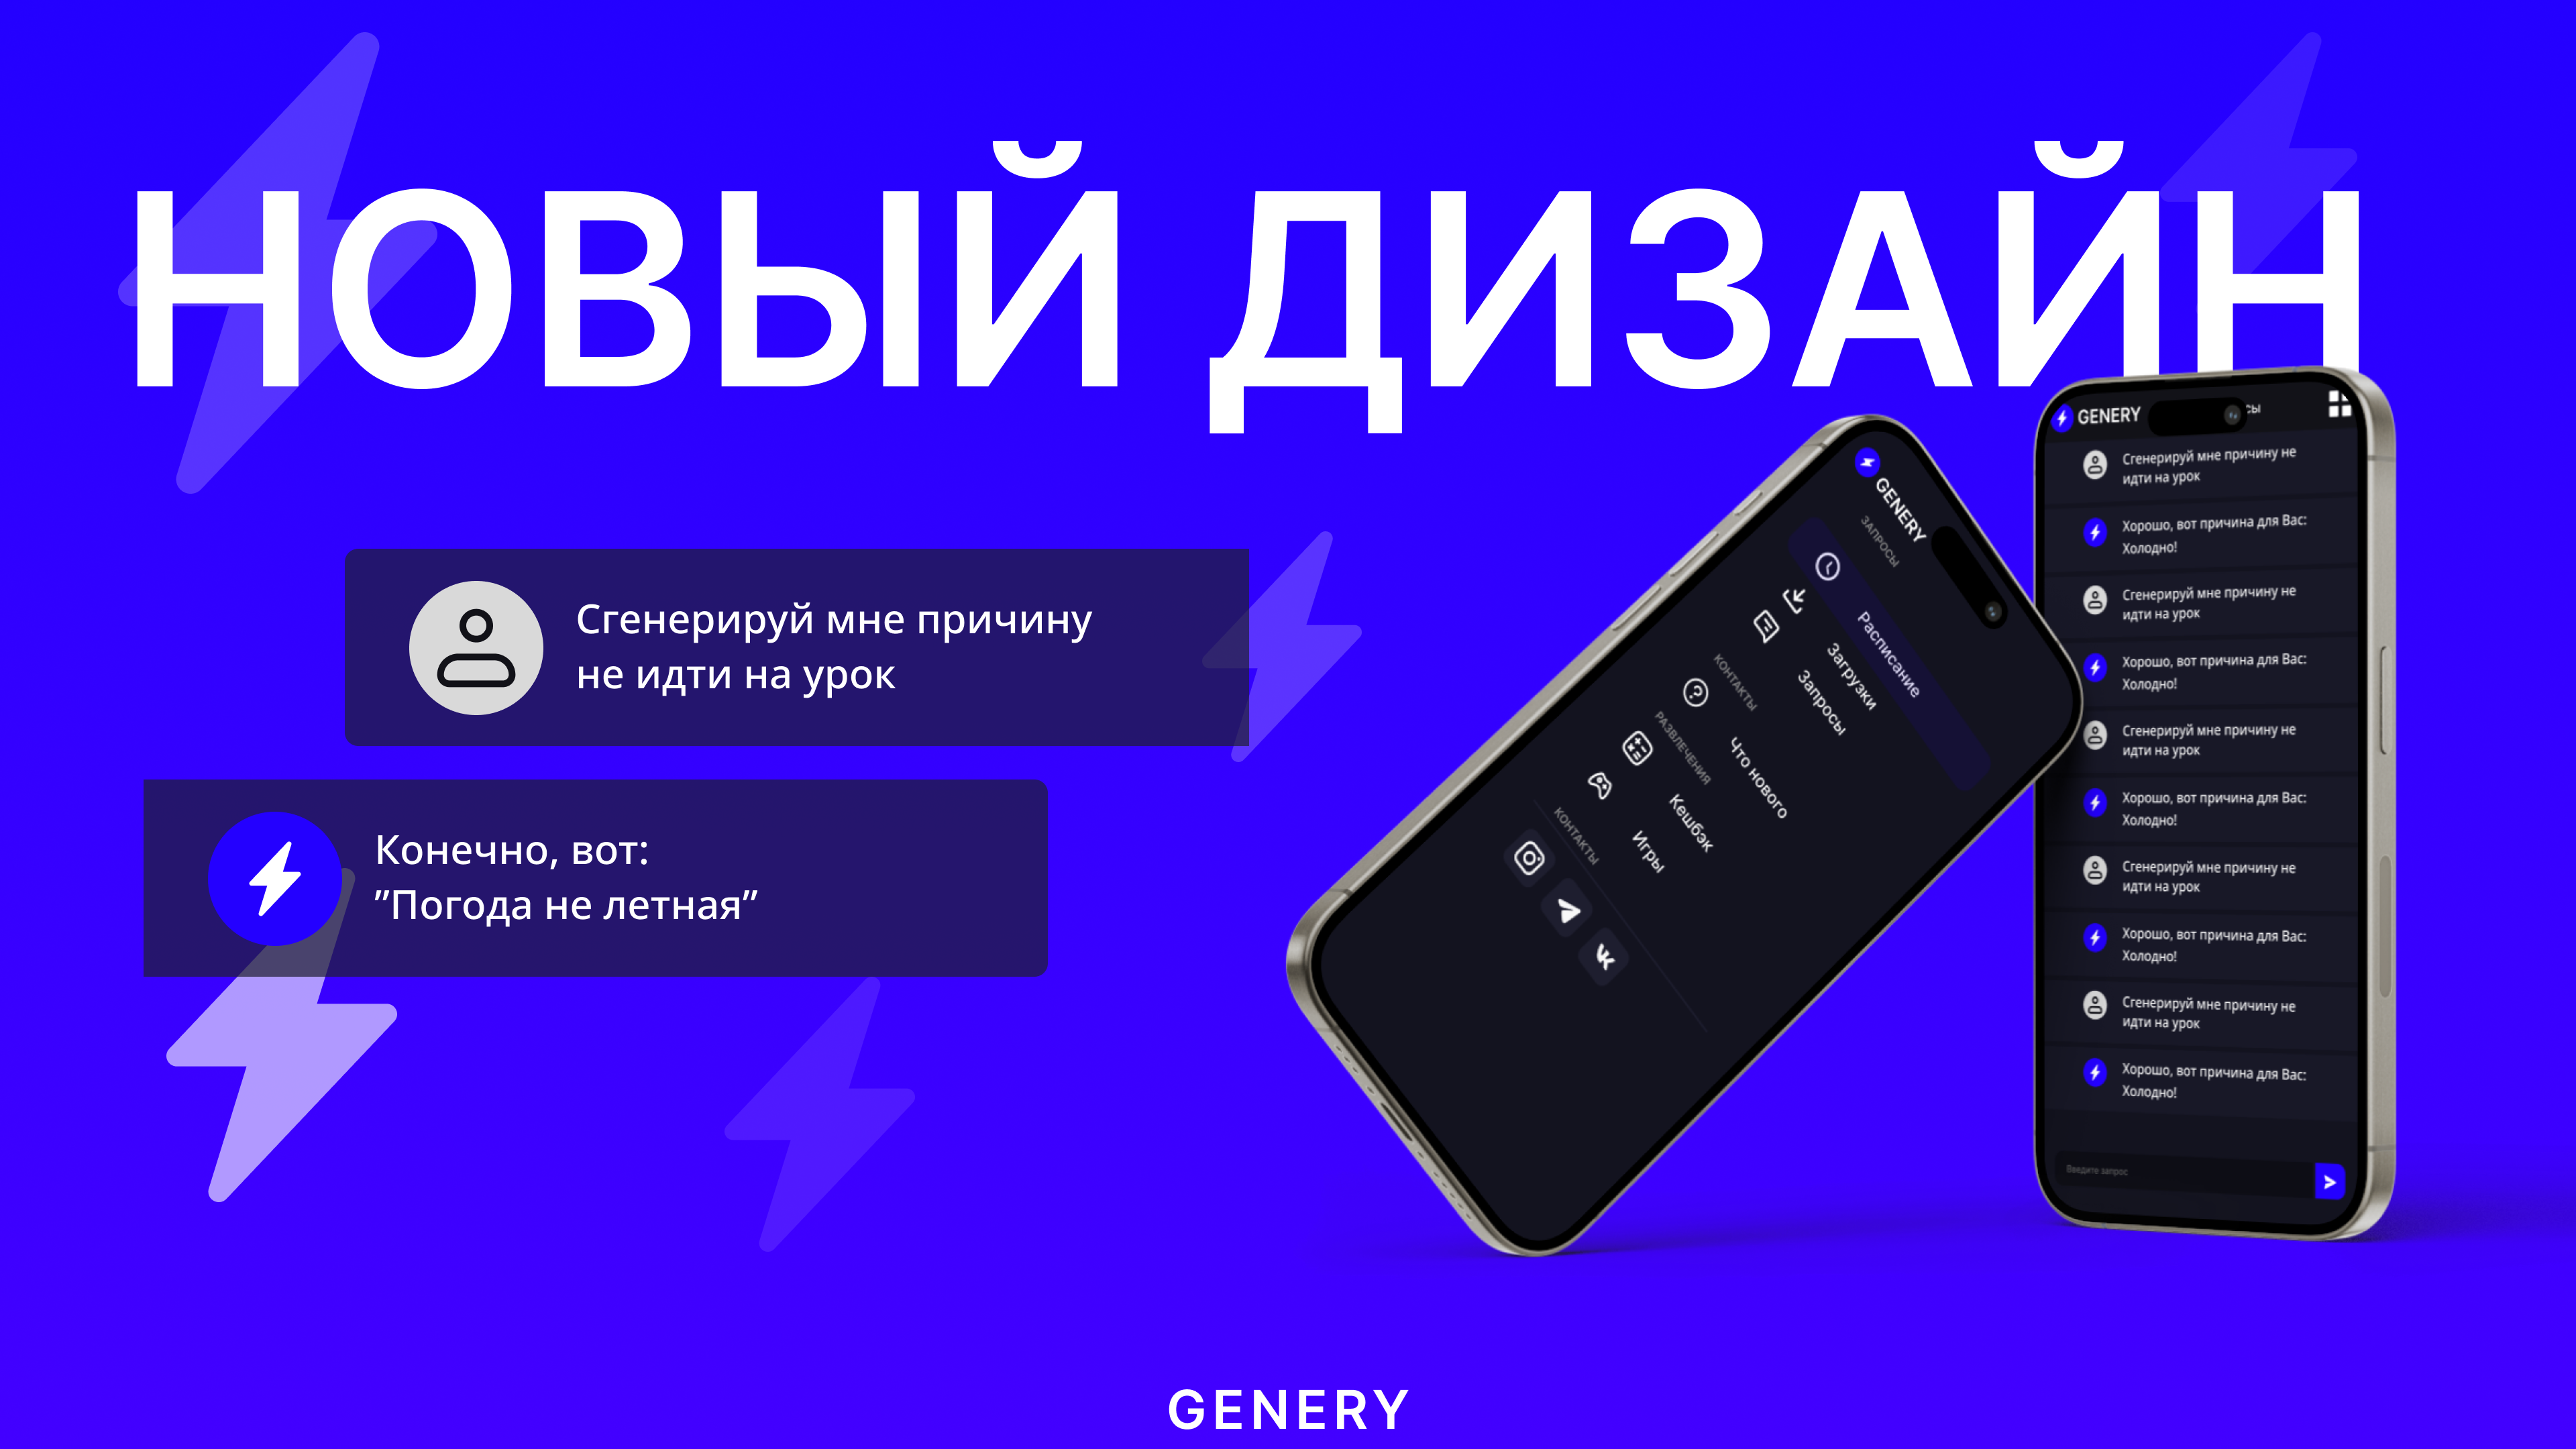 НОВЫЙ ДИЗАЙН
Сгенерируй мне причину
не идти на урок
Конечно, вот:
”Погода не летная”
GENERY
ЗАПРОСЫ
Расписание
Загрузки
Запросы
КОНТАКТЫ
Что нового
РАЗВЛЕЧЕНИЯ
Кешбэк
Игры
КОНТАКТЫ
GENERY
сы
Сгенерируй мне причину не
идти на урок
Хорошо, вот причина для Вас:
Холодно!
Сгенерируй мне причину не
идти на урок
Хорошо, вот причина для Вас:
Холодно!
Сгенерируй мне причину не
идти на урок
Хорошо, вот причина для Вас:
Холодно!
Сгенерируй мне причину не
идти на урок
Хорошо, вот причина для Вас:
Холодно!
Сгенерируй мне причину не
идти на урок
Хорошо, вот причина для Вас:
Холодно!
Введите запрос
GENERY